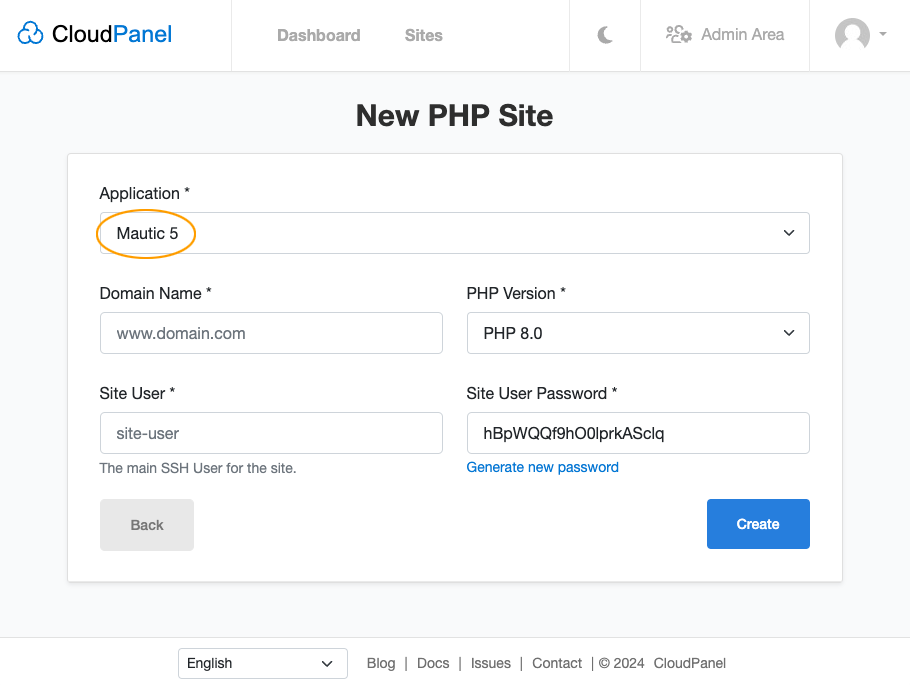 CloudPanel Dashboard Sites Admin Area
New PHP Site
Application *
Mautic 5
Domain Name * PHP Version *
www.domain.com PHP 8.0
Site User * Site User Password *
site-user hBpWQQf9hO0lprkASclq
The main SSH User for the site. Generate new password
Back Create
English Blog | Docs | Issues | Contact | © 2024 CloudPanel